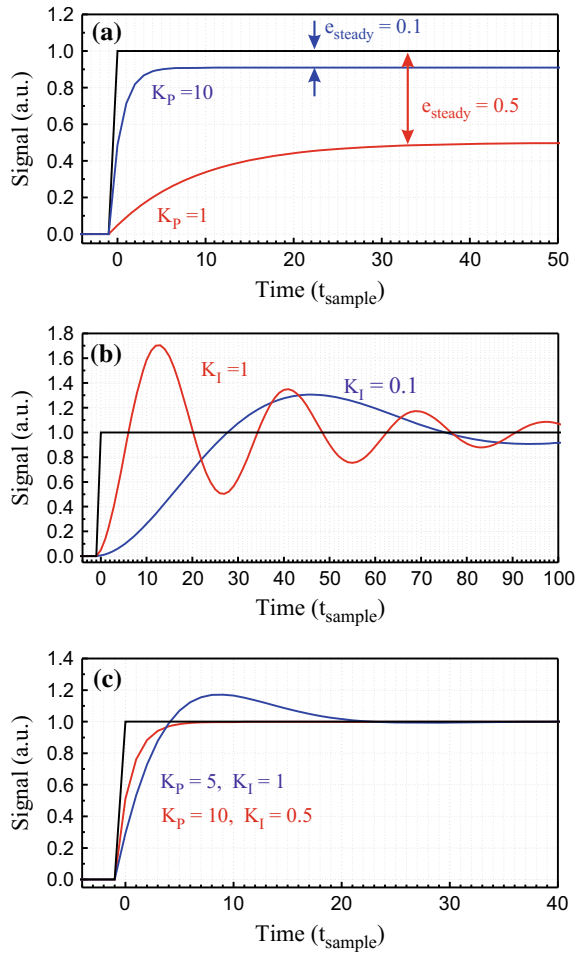 (a)
1.2
1.0
0.8
0.6
0.4
0.2
0.0
Signal (a.u.)
e_steady = 0.1
K_P = 10
e_steady = 0.5
K_P = 1
0 10 20 30 40 50
Time (t_sample)
(b)
1.8
1.6
1.4
1.2
1.0
0.8
0.6
0.4
0.2
0.0
Signal (a.u.)
K_I = 1
K_I = 0.1
0 10 20 30 40 50 60 70 80 90 100
Time (t_sample)
(c)
1.4
1.2
1.0
0.8
0.6
0.4
0.2
0.0
Signal (a.u.)
K_P = 5, K_I = 1
K_P = 10, K_I = 0.5
0 10 20 30 40
Time (t_sample)